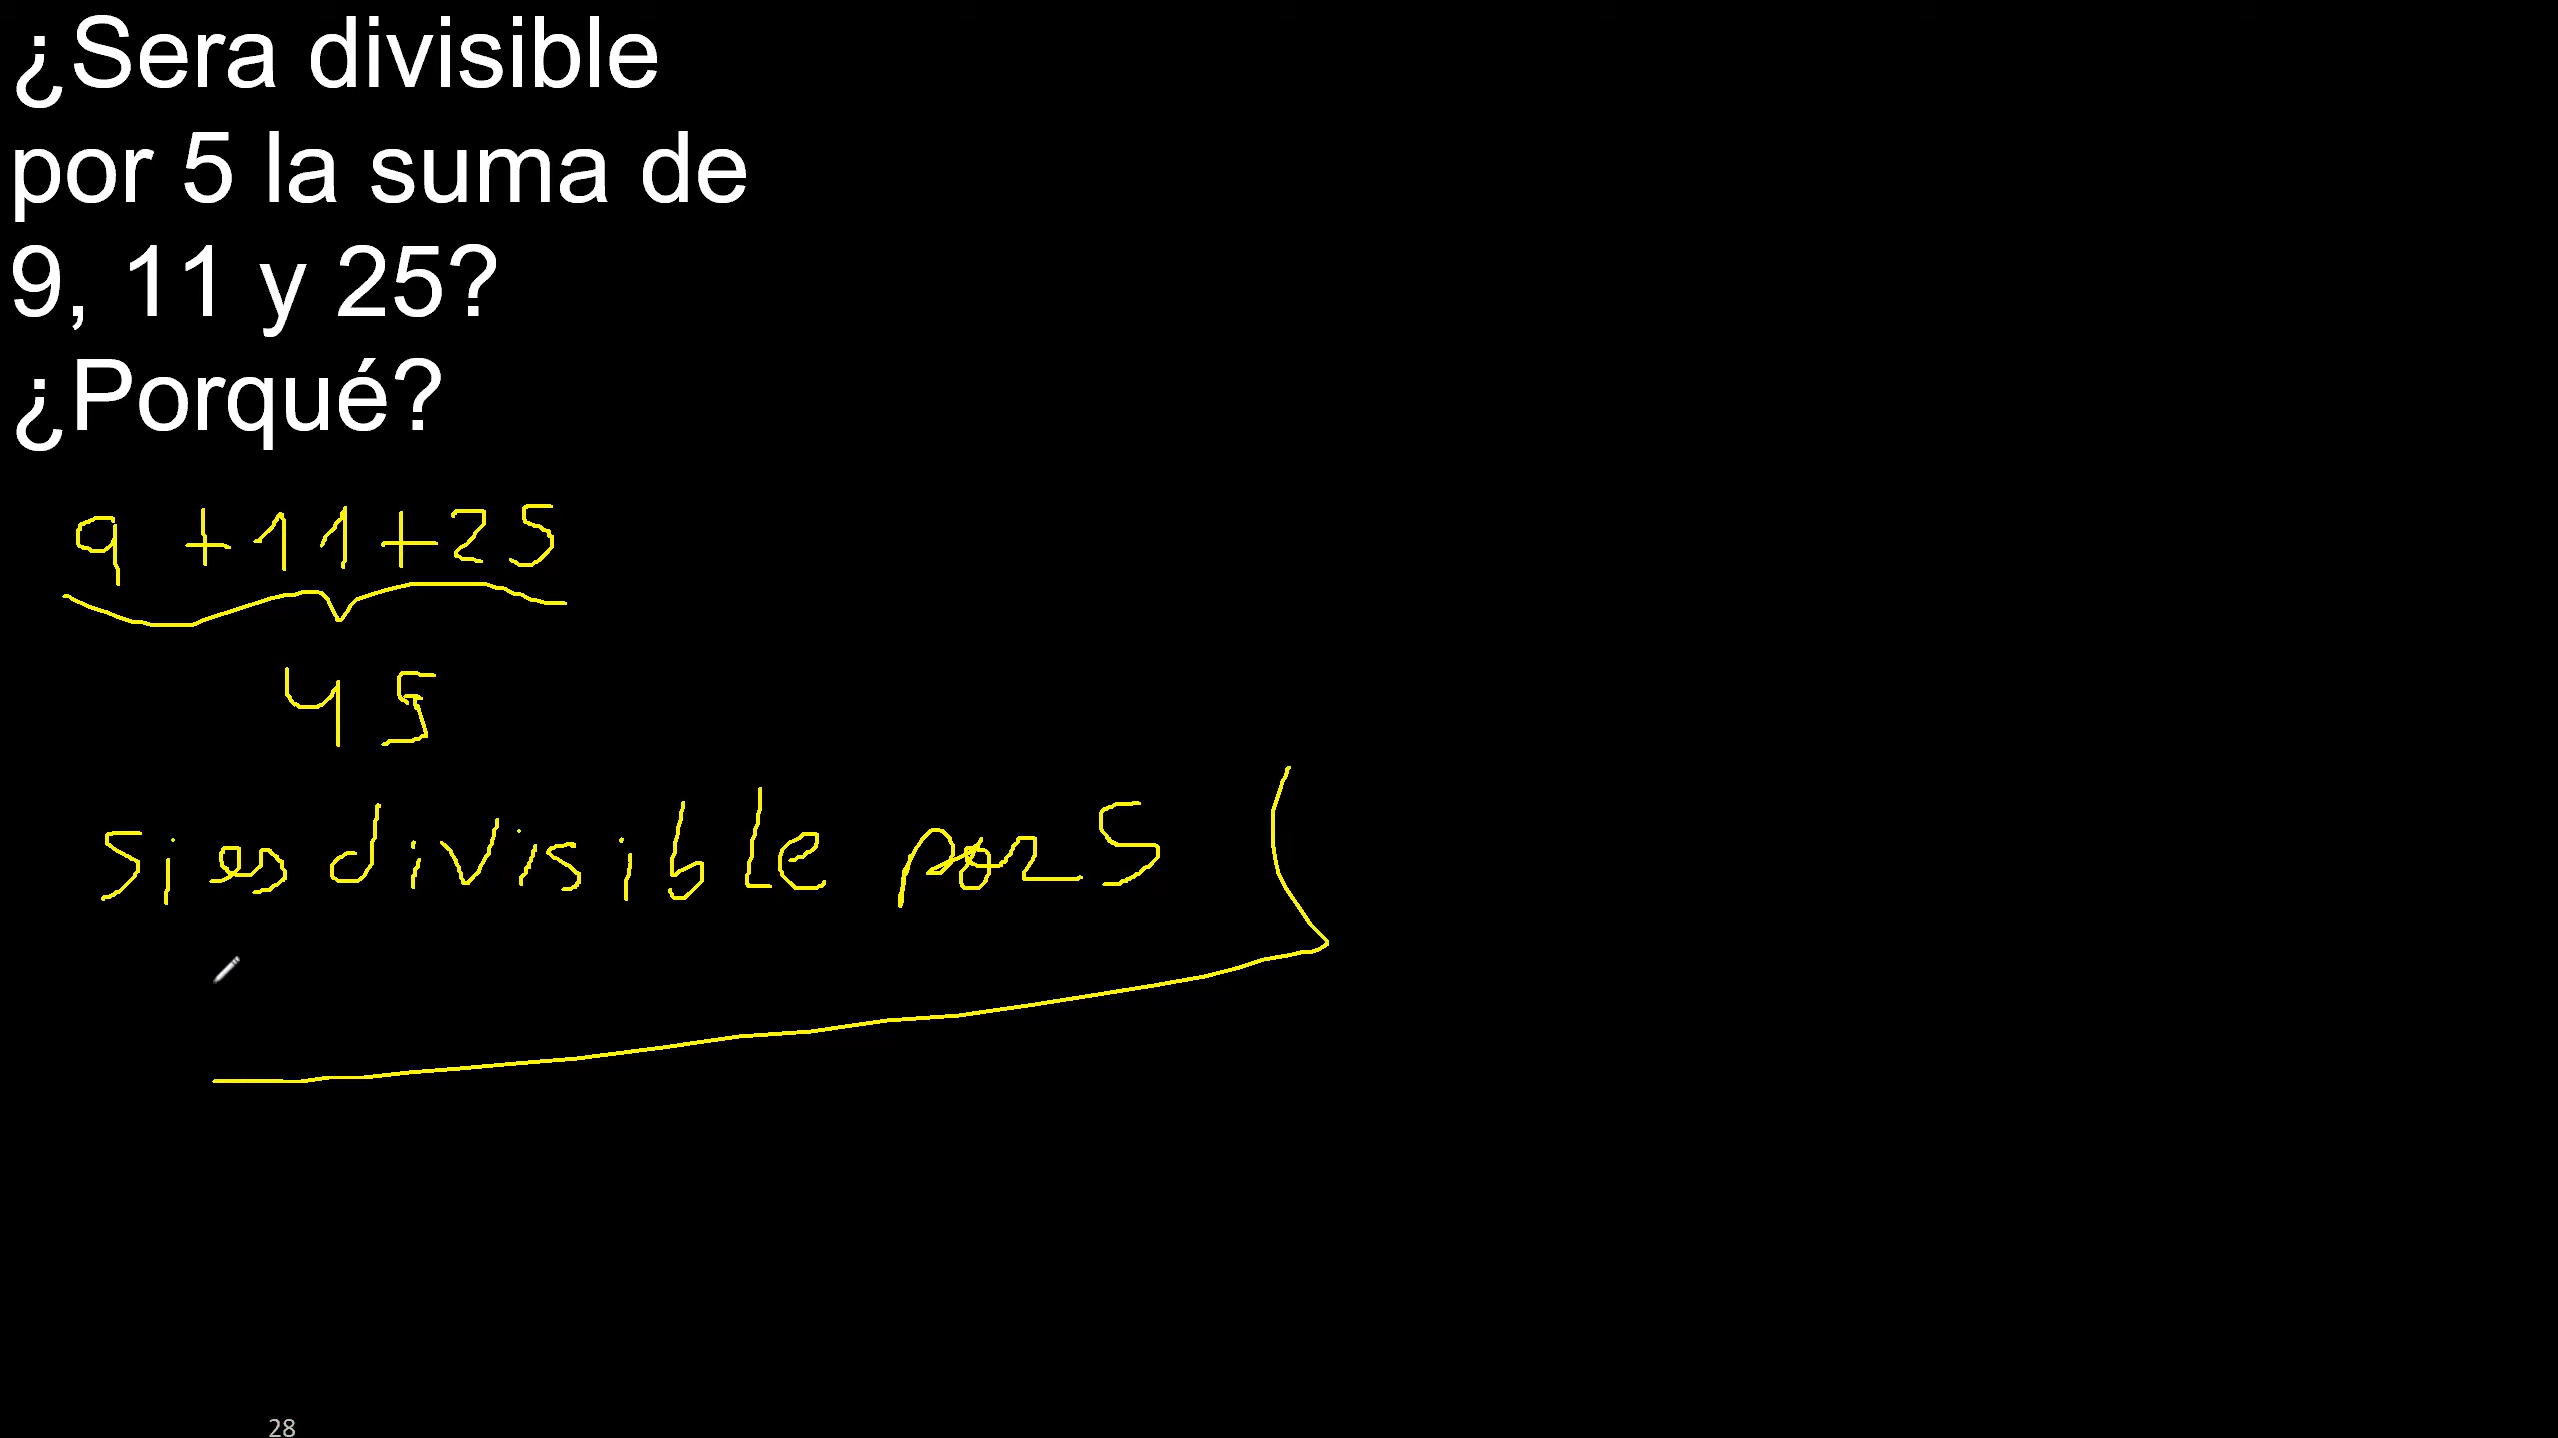 ¿Sera divisible
por 5 la suma de
9, 11 y 25?
¿Porqué?
9 + 11 + 25
45
Si es divisible por 5
28